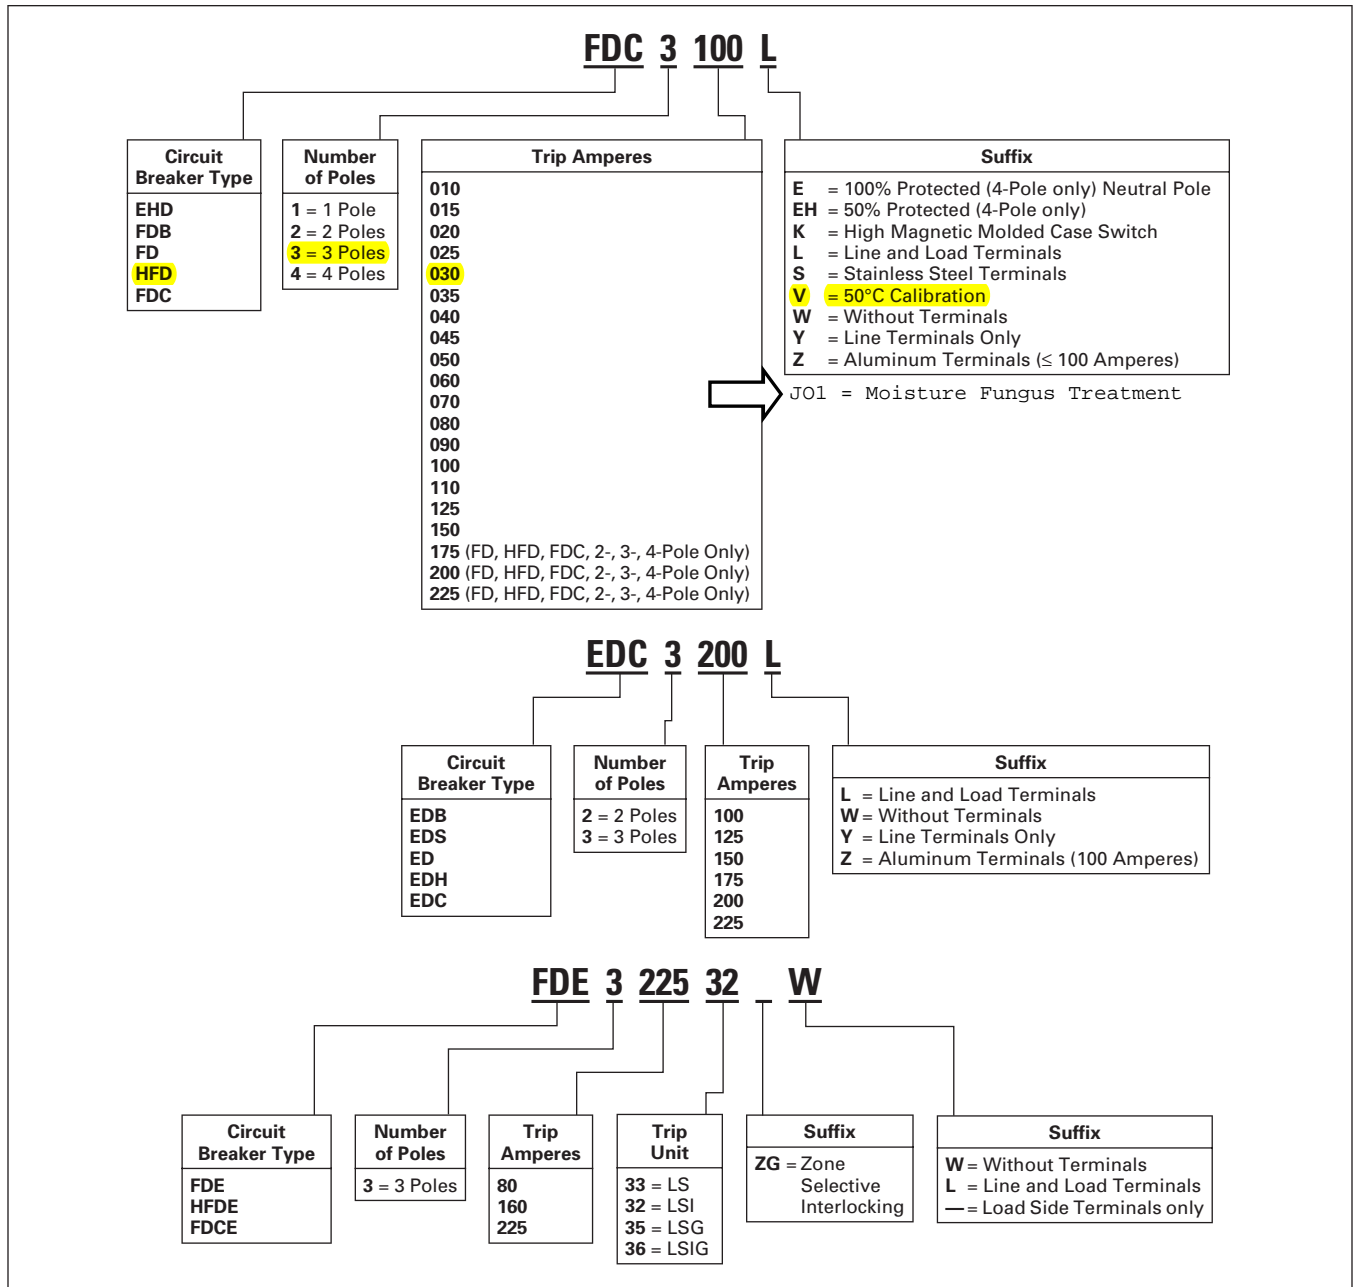 FDC 3 100 L
Circuit
Breaker Type
EHD
FDB
FD
HFD
FDC
Number
of Poles
1 = 1 Pole
2 = 2 Poles
3 = 3 Poles
4 = 4 Poles
Trip Amperes
010
015
020
025
030
035
040
045
050
060
070
080
090
100
110
125
150
175 (FD, HFD, FDC, 2-, 3-, 4-Pole Only)
200 (FD, HFD, FDC, 2-, 3-, 4-Pole Only)
225 (FD, HFD, FDC, 2-, 3-, 4-Pole Only)
Suffix
E = 100% Protected (4-Pole only) Neutral Pole
EH = 50% Protected (4-Pole only)
K = High Magnetic Molded Case Switch
L = Line and Load Terminals
S = Stainless Steel Terminals
V = 50°C Calibration
W = Without Terminals
Y = Line Terminals Only
Z = Aluminum Terminals (≤ 100 Amperes)
JO1 = Moisture Fungus Treatment
EDC 3 200 L
Circuit
Breaker Type
EDB
EDS
ED
EDH
EDC
Number
of Poles
2 = 2 Poles
3 = 3 Poles
Trip
Amperes
100
125
150
175
200
225
Suffix
L = Line and Load Terminals
W = Without Terminals
Y = Line Terminals Only
Z = Aluminum Terminals (100 Amperes)
FDE 3 225 32 _ W
Circuit
Breaker Type
FDE
HFDE
FDCE
Number
of Poles
3 = 3 Poles
Trip
Amperes
80
160
225
Trip
Unit
33 = LS
32 = LSI
35 = LSG
36 = LSIG
Suffix
ZG = Zone
Selective
Interlocking
Suffix
W = Without Terminals
L = Line and Load Terminals
— = Load Side Terminals only